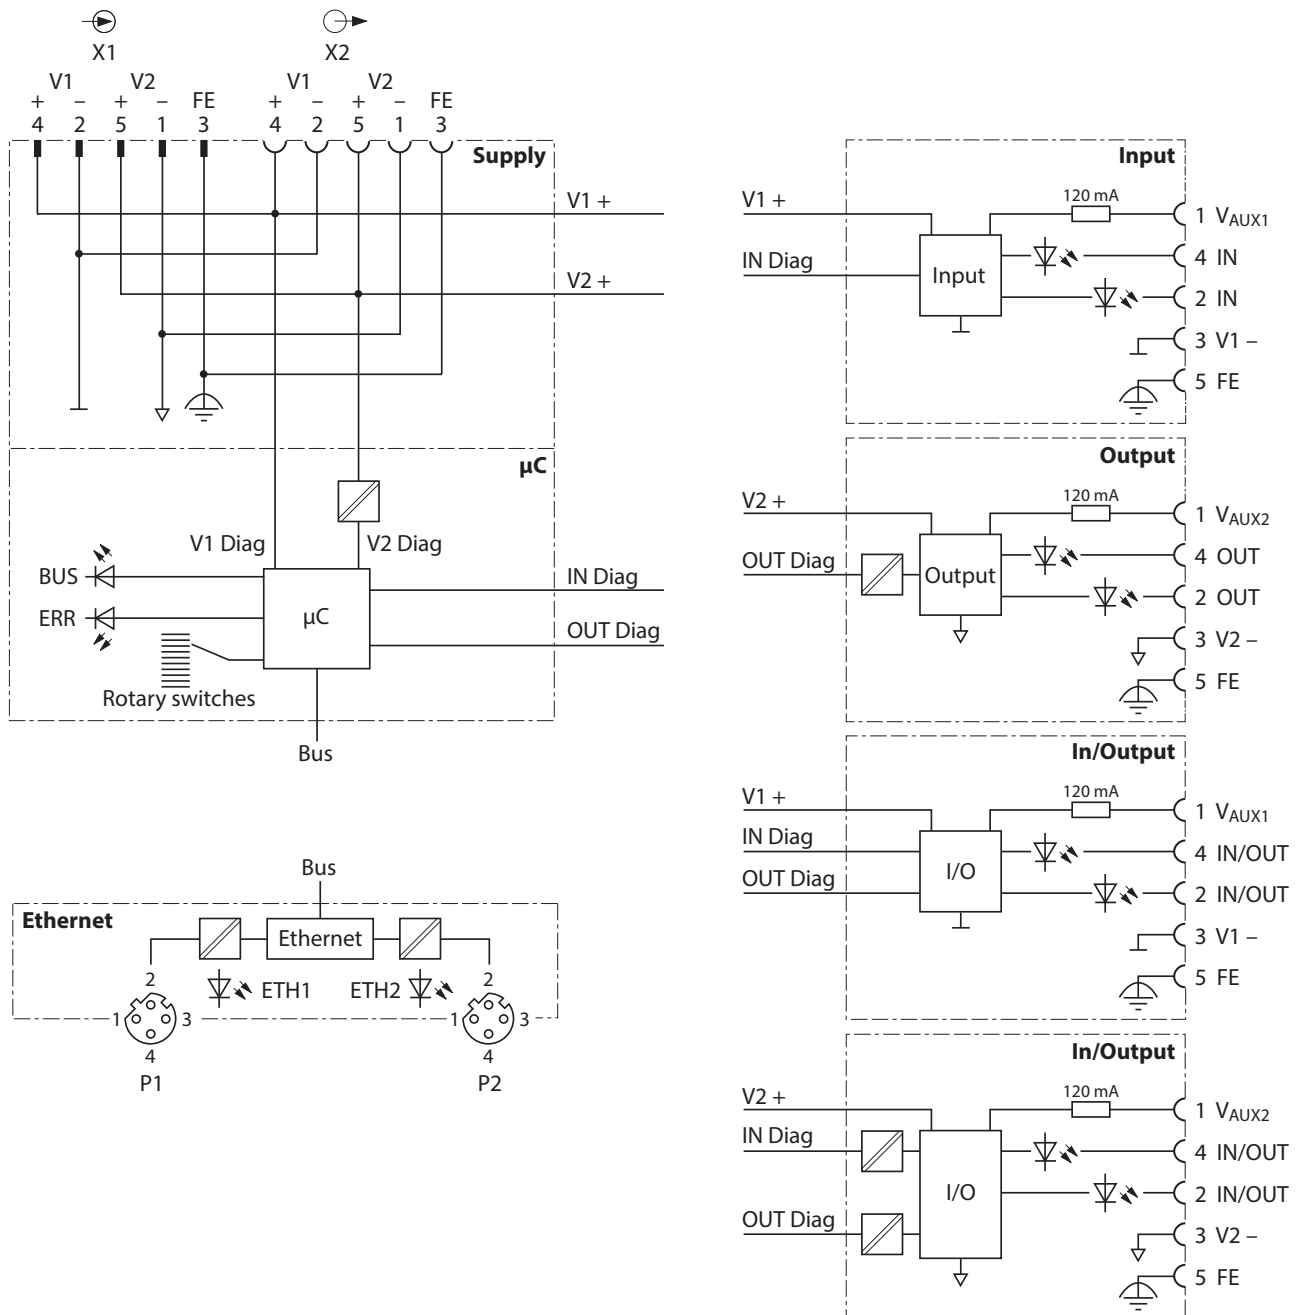 X1 X2
V1 V2 V1 V2
+ – + – FE + – + – FE
4 2 5 1 3 4 2 5 1 3
Supply
V1 +
V2 +
µC
V1 Diag V2 Diag
BUS
IN Diag
ERR
µC
OUT Diag
Rotary switches
Bus
Bus
Ethernet
Ethernet
2 2
ETH1 ETH2
1 3 1 3
4 4
P1 P2
Input
V1 +
120 mA
1 VAUX1
4 IN
IN Diag
Input
2 IN
3 V1 –
5 FE
Output
V2 +
120 mA
1 VAUX2
4 OUT
OUT Diag
Output
2 OUT
3 V2 –
5 FE
In/Output
V1 +
120 mA
1 VAUX1
IN Diag
4 IN/OUT
I/O
OUT Diag
2 IN/OUT
3 V1 –
5 FE
In/Output
V2 +
120 mA
1 VAUX2
IN Diag
4 IN/OUT
I/O
2 IN/OUT
OUT Diag
3 V2 –
5 FE